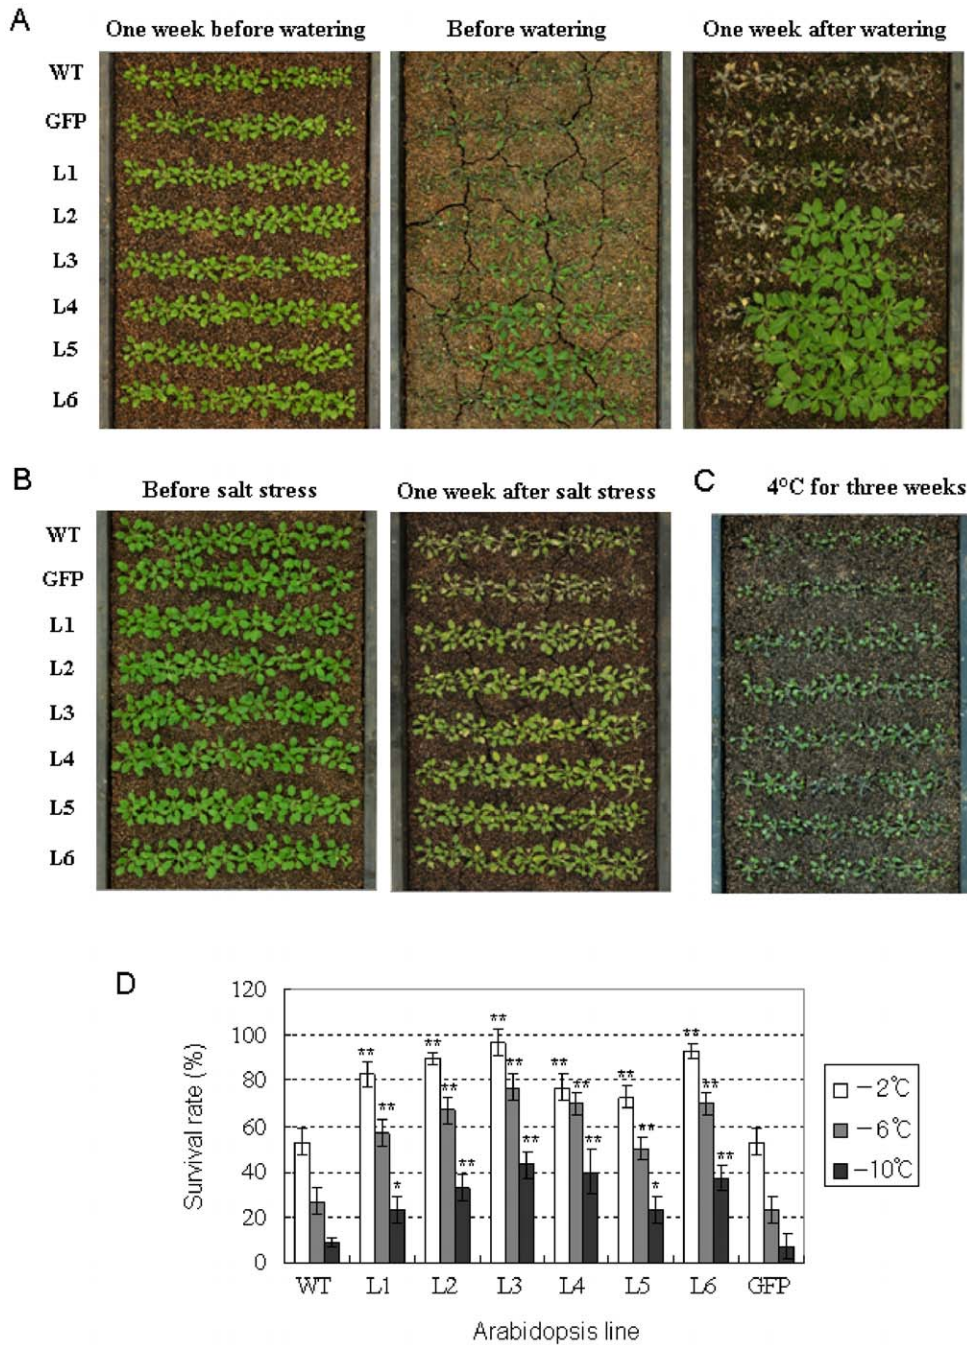 A
One week before watering
Before watering
One week after watering
WT
GFP
L1
L2
L3
L4
L5
L6
B
Before salt stress
One week after salt stress
C
4°C for three weeks
WT
GFP
L1
L2
L3
L4
L5
L6
D
120
100
80
60
40
20
0
Survival rate (%)
** ** **
** ** *
** ** **
** ** **
** ** **
** ** *
** ** **
−2℃
−6℃
−10℃
WT L1 L2 L3 L4 L5 L6 GFP
Arabidopsis line